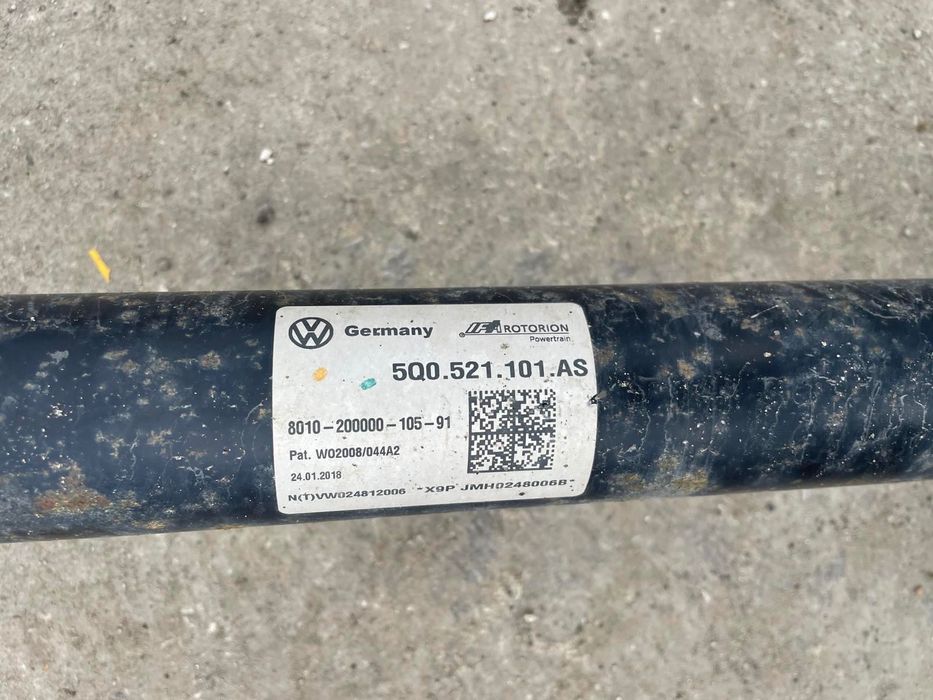 Germany
IFA ROTORION
Powertrain
5Q0.521.101.AS
8010-200000-105-91
Pat. WO2008/044A2
24.01.2018
N(T)VW024812006 *X9P JMH0248006B*